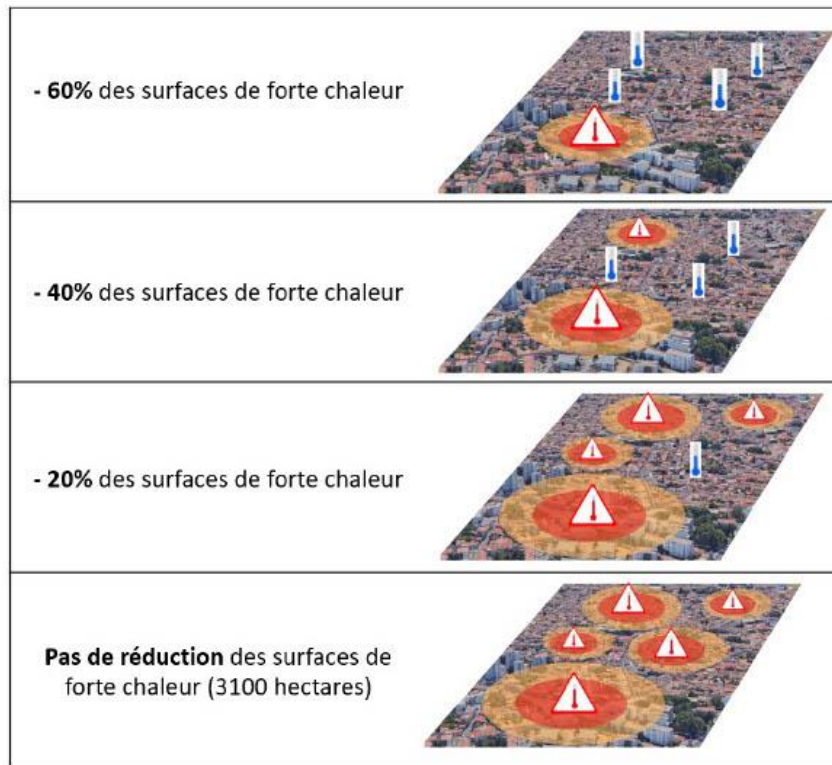 - 60% des surfaces de forte chaleur
- 40% des surfaces de forte chaleur
- 20% des surfaces de forte chaleur
Pas de réduction des surfaces de
forte chaleur (3100 hectares)